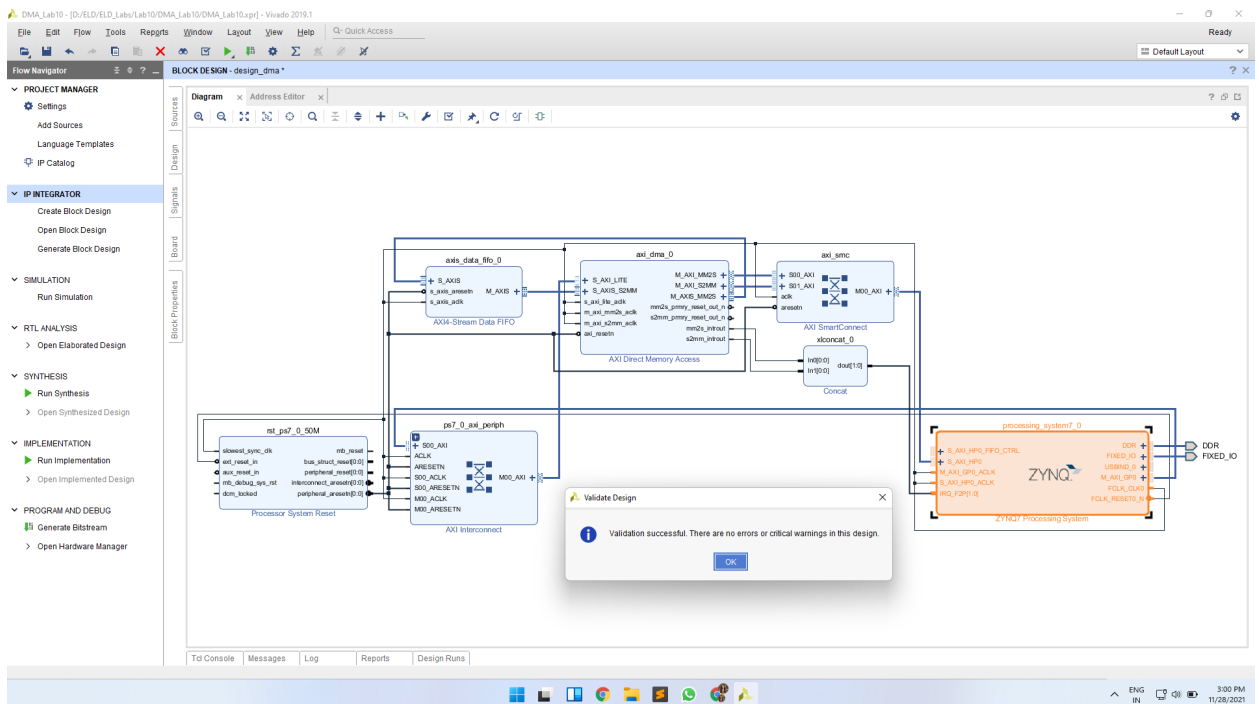 DMA_Lab10 - [D:/ELD/ELD_Labs/Lab10/DMA_Lab10/DMA_Lab10.xpr] - Vivado 2019.1
File Edit Flow Tools Reports Window Layout View Help Q- Quick Access Ready
Default Layout
Flow Navigator
BLOCK DESIGN - design_dma *
PROJECT MANAGER
Settings
Add Sources
Language Templates
IP Catalog
IP INTEGRATOR
Create Block Design
Open Block Design
Generate Block Design
SIMULATION
Run Simulation
RTL ANALYSIS
Open Elaborated Design
SYNTHESIS
Run Synthesis
Open Synthesized Design
IMPLEMENTATION
Run Implementation
Open Implemented Design
PROGRAM AND DEBUG
Generate Bitstream
Open Hardware Manager
Sources
Design
Signals
Board
Block Properties
Diagram Address Editor
axis_data_fifo_0
S_AXIS
s_axis_aresetn M_AXIS
s_axis_aclk
AXI4-Stream Data FIFO
axi_dma_0
S_AXI_LITE M_AXI_MM2S
S_AXIS_S2MM M_AXI_S2MM
s_axi_lite_aclk M_AXIS_MM2S
m_axi_mm2s_aclk mm2s_prmry_reset_out_n
m_axi_s2mm_aclk s2mm_prmry_reset_out_n
axi_resetn mm2s_introut
s2mm_introut
AXI Direct Memory Access
axi_smc
S00_AXI
S01_AXI M00_AXI
aclk
aresetn
AXI SmartConnect
xlconcat_0
In0[0:0]
In1[0:0] dout[1:0]
Concat
rst_ps7_0_50M
slowest_sync_clk mb_reset
ext_reset_in bus_struct_reset[0:0]
aux_reset_in peripheral_reset[0:0]
mb_debug_sys_rst interconnect_aresetn[0:0]
dcm_locked peripheral_aresetn[0:0]
Processor System Reset
ps7_0_axi_periph
S00_AXI
ACLK
ARESETN
S00_ACLK M00_AXI
S00_ARESETN
M00_ACLK
M00_ARESETN
AXI Interconnect
processing_system7_0
S_AXI_HP0_FIFO_CTRL DDR
S_AXI_HP0 FIXED_IO
M_AXI_GP0_ACLK USBIND_0
S_AXI_HP0_ACLK M_AXI_GP0
IRQ_F2P[1:0] FCLK_CLK0
FCLK_RESET0_N
ZYNQ
ZYNQ7 Processing System
DDR
FIXED_IO
Validate Design
Validation successful. There are no errors or critical warnings in this design.
OK
Tcl Console Messages Log Reports Design Runs
ENG
IN
3:00 PM
11/28/2021